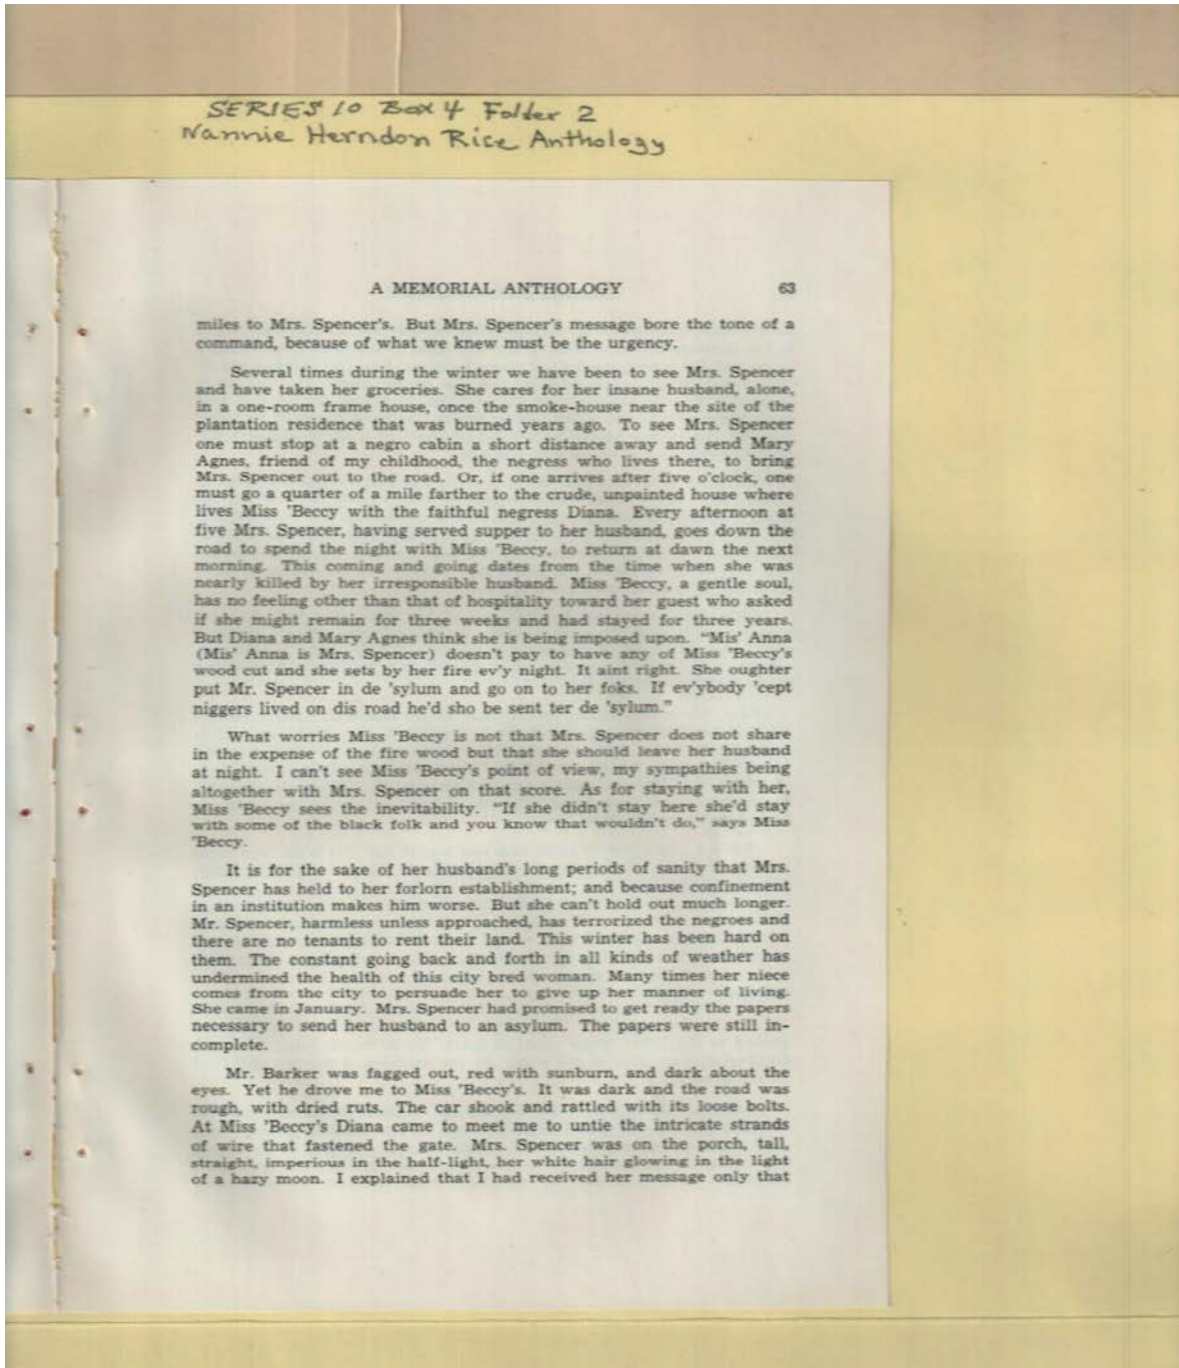 SERIES 10 Box 4 Folder 2
Nannie Herndon Rice Anthology
A MEMORIAL ANTHOLOGY 63
miles to Mrs. Spencer's. But Mrs. Spencer's message bore the tone of a
command, because of what we knew must be the urgency.
Several times during the winter we have been to see Mrs. Spencer
and have taken her groceries. She cares for her insane husband, alone,
in a one-room frame house, once the smoke-house near the site of the
plantation residence that was burned years ago. To see Mrs. Spencer
one must stop at a negro cabin a short distance away and send Mary
Agnes, friend of my childhood, the negress who lives there, to bring
Mrs. Spencer out to the road. Or, if one arrives after five o'clock, one
must go a quarter of a mile farther to the crude, unpainted house where
lives Miss 'Beccy with the faithful negress Diana. Every afternoon at
five Mrs. Spencer, having served supper to her husband, goes down the
road to spend the night with Miss 'Beccy, to return at dawn the next
morning. This coming and going dates from the time when she was
nearly killed by her irresponsible husband. Miss 'Beccy, a gentle soul,
has no feeling other than that of hospitality toward her guest who asked
if she might remain for three weeks and had stayed for three years.
But Diana and Mary Agnes think she is being imposed upon. "Mis' Anna
(Mis' Anna is Mrs. Spencer) doesn't pay to have any of Miss 'Beccy's
wood cut and she sets by her fire ev'y night. It aint right. She oughter
put Mr. Spencer in de 'sylum and go on to her foks. If ev'ybody 'cept
niggers lived on dis road he'd sho be sent ter de 'sylum."
What worries Miss 'Beccy is not that Mrs. Spencer does not share
in the expense of the fire wood but that she should leave her husband
at night. I can't see Miss 'Beccy's point of view, my sympathies being
altogether with Mrs. Spencer on that score. As for staying with her,
Miss 'Beccy sees the inevitability. "If she didn't stay here she'd stay
with some of the black folk and you know that wouldn't do," says Miss
'Beccy.
It is for the sake of her husband's long periods of sanity that Mrs.
Spencer has held to her forlorn establishment; and because confinement
in an institution makes him worse. But she can't hold out much longer.
Mr. Spencer, harmless unless approached, has terrorized the negroes and
there are no tenants to rent their land. This winter has been hard on
them. The constant going back and forth in all kinds of weather has
undermined the health of this city bred woman. Many times her niece
comes from the city to persuade her to give up her manner of living.
She came in January. Mrs. Spencer had promised to get ready the papers
necessary to send her husband to an asylum. The papers were still in-
complete.
Mr. Barker was fagged out, red with sunburn, and dark about the
eyes. Yet he drove me to Miss 'Beccy's. It was dark and the road was
rough, with dried ruts. The car shook and rattled with its loose bolts.
At Miss 'Beccy's Diana came to meet me to untie the intricate strands
of wire that fastened the gate. Mrs. Spencer was on the porch, tall,
straight, imperious in the half-light, her white hair glowing in the light
of a hazy moon. I explained that I had received her message only that